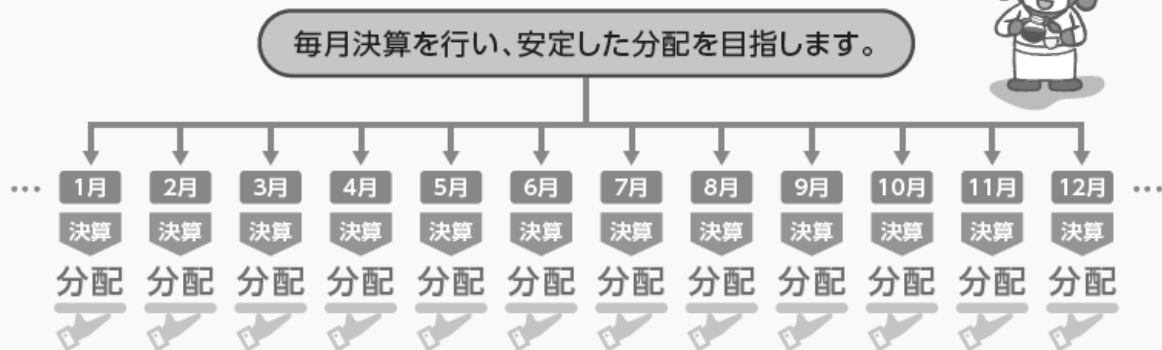 毎月決算を行い、安定した分配を目指します。
… 1月 2月 3月 4月 5月 6月 7月 8月 9月 10月 11月 12月 …
決算 決算 決算 決算 決算 決算 決算 決算 決算 決算 決算 決算
分配 分配 分配 分配 分配 分配 分配 分配 分配 分配 分配 分配